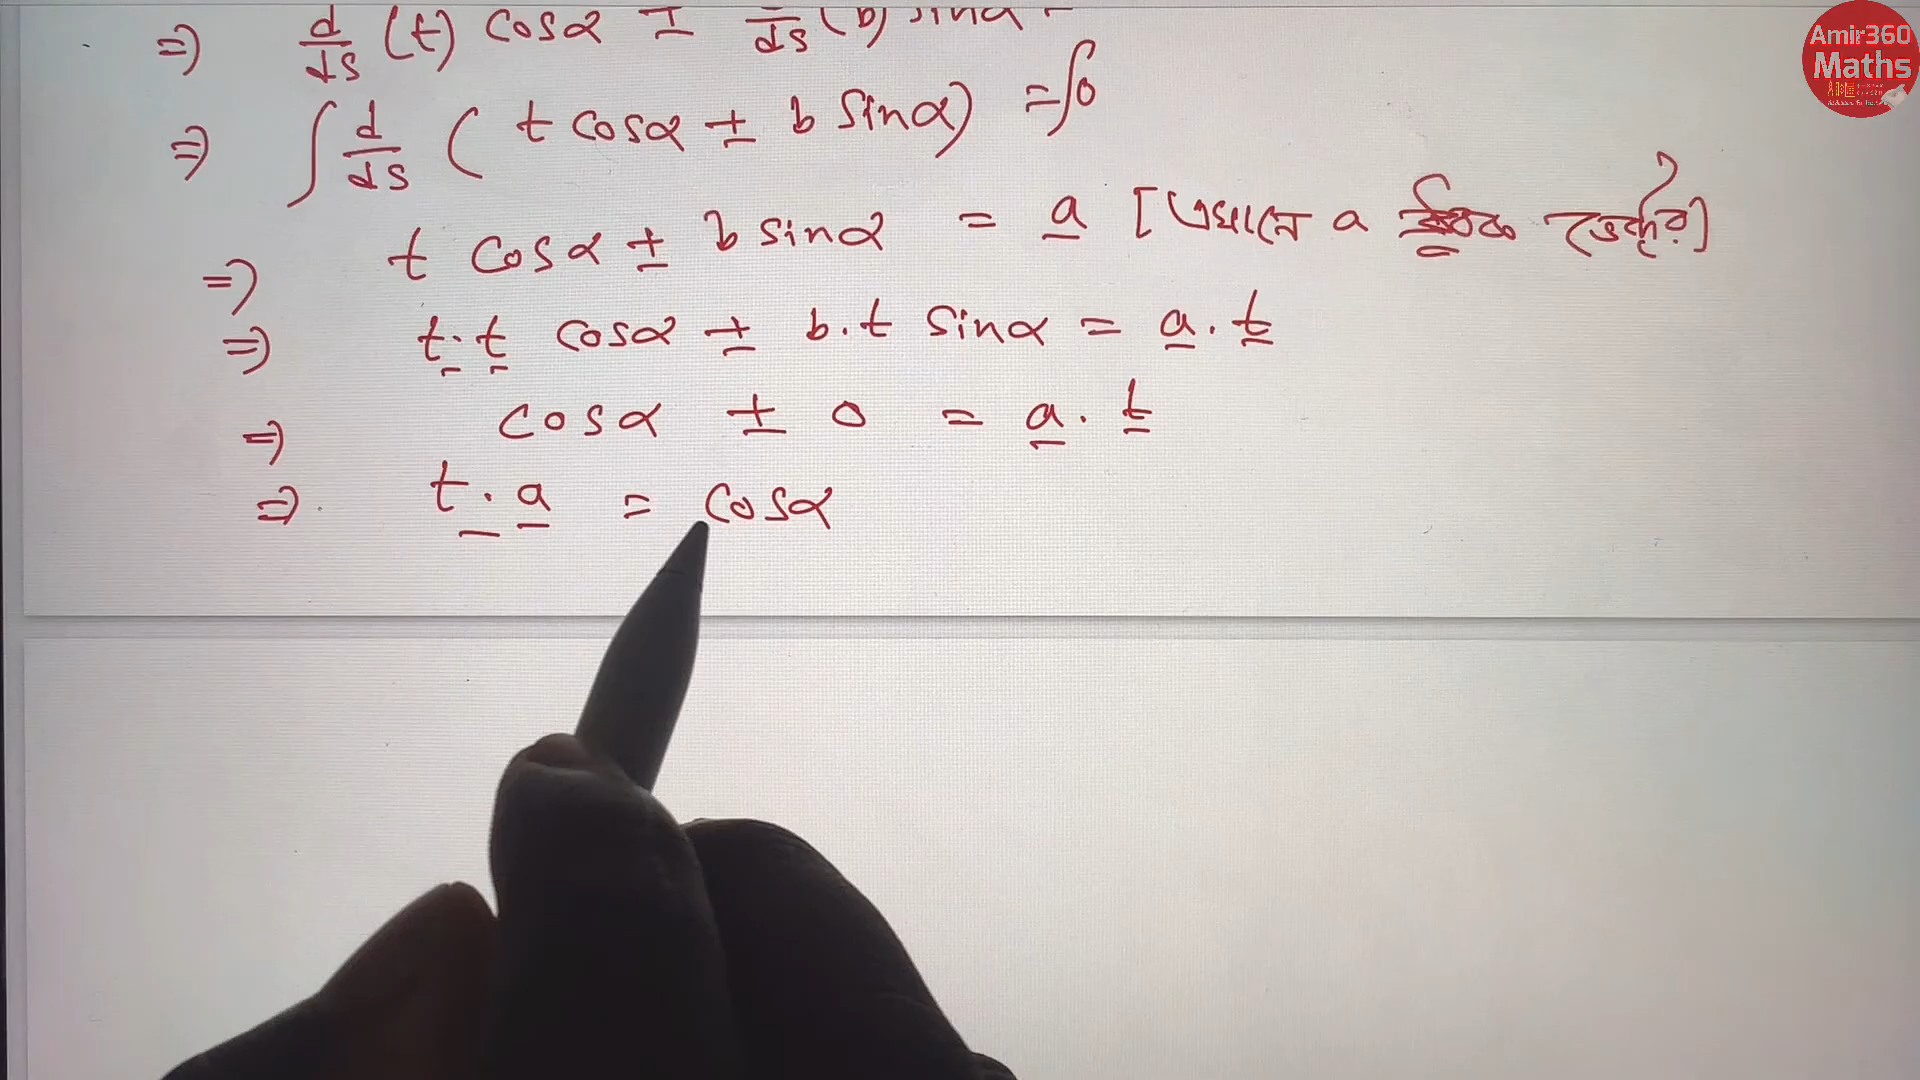 ⇒ d/ds (t) cosα ± d/ds (b) sinα =
⇒ ∫ d/ds ( t cosα ± b sinα) = ∫0
⇒ t cosα ± b sinα = a [এখানে a ধ্রুবক ভেক্টর]
⇒ t.t cosα ± b.t sinα = a.t
⇒ cosα ± 0 = a.t
⇒ t.a = cosα
Amir360
Maths